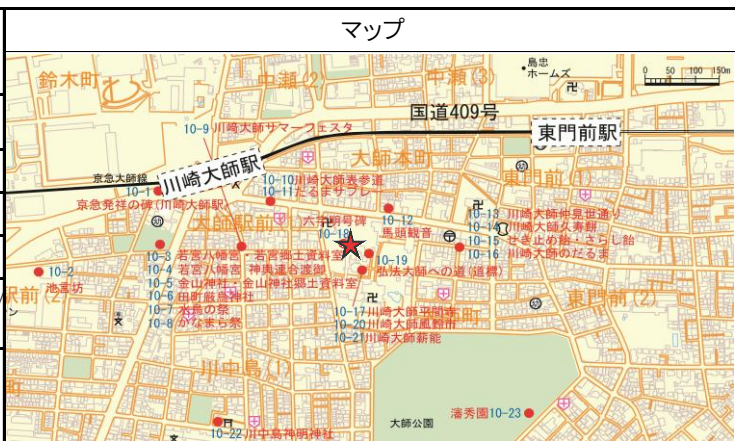 マップ
鈴木町
中瀬(2)
中瀬(3)
島忠
ホームズ
0 50 100 150m
国道409号
10-9 川崎大師サマーフェスタ
東門前駅
大師本町
川崎大師駅
京急大師線
10-1
京急発祥の碑(川崎大師駅)
10-10 川崎大師表参道
10-11 だるまサブレー
東門前(1)
大師駅前(1)
六字名号碑
10-18
10-12
馬頭観音
10-13 川崎大師仲見世通り
10-14 川崎大師久寿餅
10-15 せき止め飴・さらし飴
10-16 川崎大師のだるま
10-3 若宮八幡宮・若宮郷土資料室
10-4 若宮八幡宮 神輿連合渡御
10-5 金山神社・金山神社郷土資料室
10-6 田町厳島神社
10-7 水鳥の祭
10-8 かなまら祭
10-19
弘法大師への道(道標)
10-2
池宮坊
駅前(2)
ン
東門前(2)
10-17 川崎大師平間寺
10-20 川崎大師風鈴市
10-21 川崎大師薪能
町
川中島(1)
大師公園
瀋秀園 10-23
10-22 川中島神明神社
町